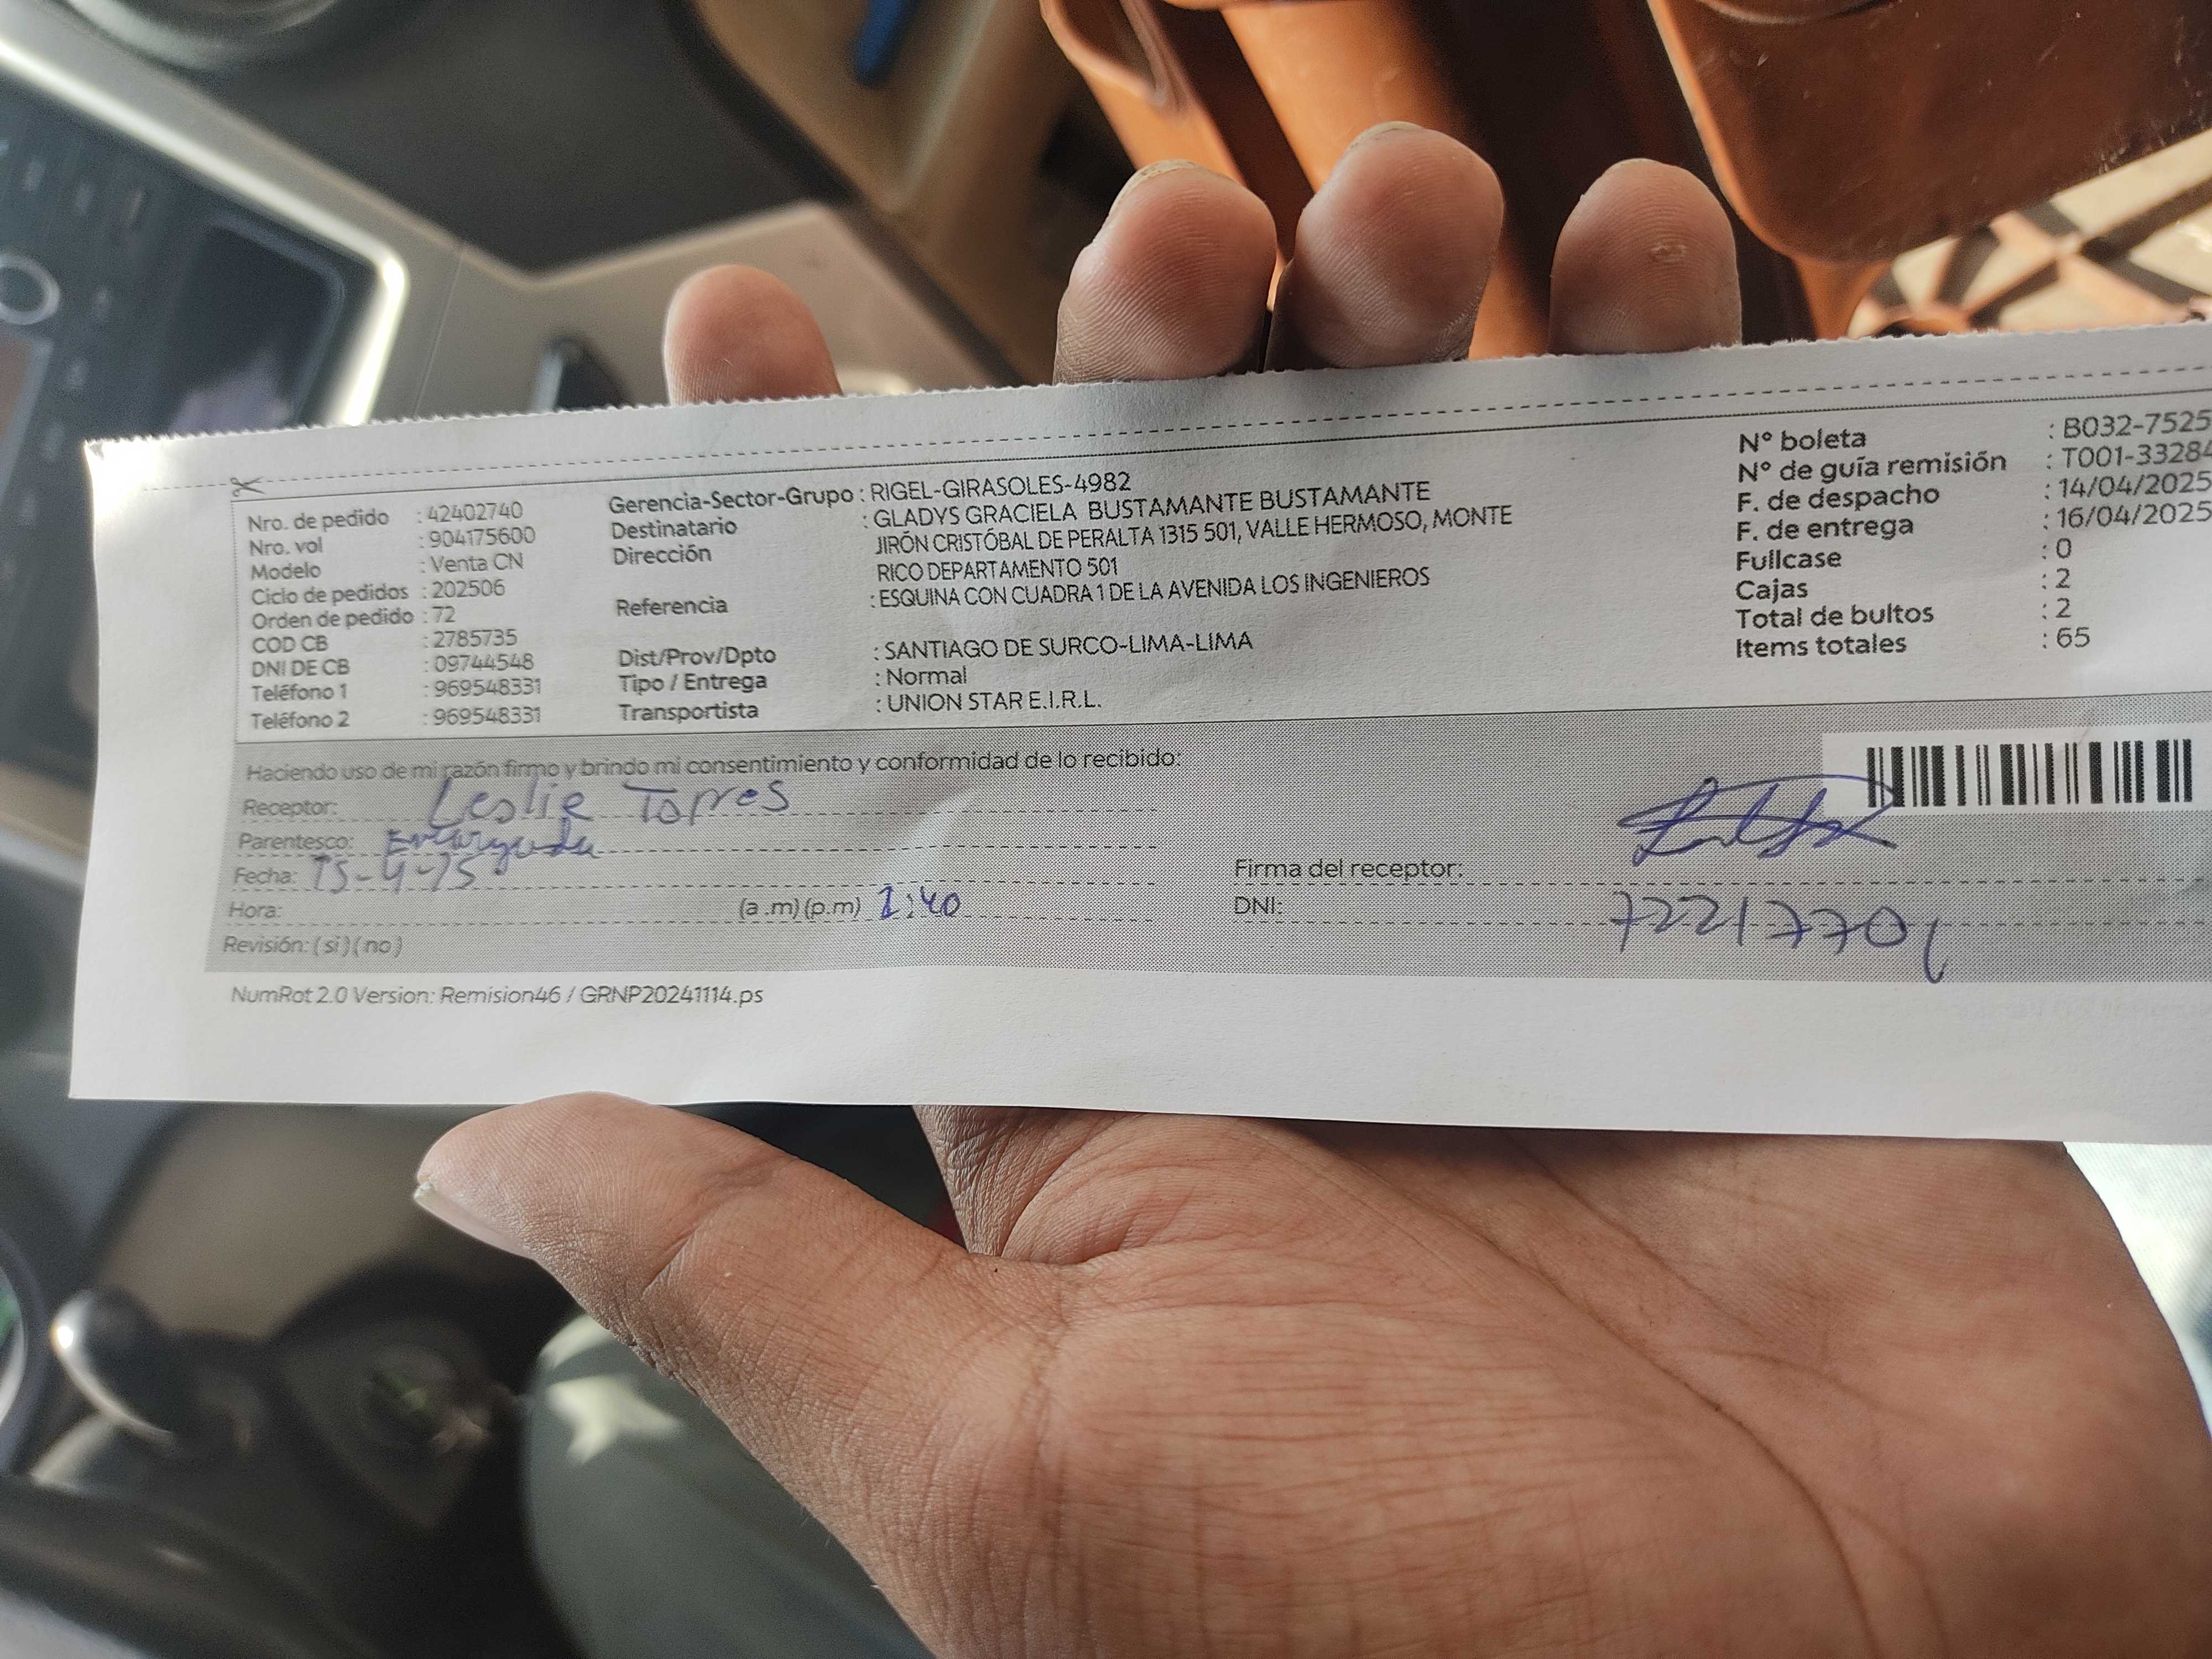 Nro. de pedido : 42402740
Nro. vol : 904175600
Modelo : Venta CN
Ciclo de pedidos : 202506
Orden de pedido : 72
COD CB : 2785735
DNI DE CB : 09744548
Teléfono 1 : 969548331
Teléfono 2 : 969548331
Gerencia-Sector-Grupo : RIGEL-GIRASOLES-4982
Destinatario : GLADYS GRACIELA BUSTAMANTE BUSTAMANTE
Dirección JIRÓN CRISTÓBAL DE PERALTA 1315 501, VALLE HERMOSO, MONTE
RICO DEPARTAMENTO 501
Referencia : ESQUINA CON CUADRA 1 DE LA AVENIDA LOS INGENIEROS
Dist/Prov/Dpto : SANTIAGO DE SURCO-LIMA-LIMA
Tipo / Entrega : Normal
Transportista : UNION STAR E.I.R.L.
N° boleta : B032-7525
N° de guía remisión : T001-33284
F. de despacho : 14/04/2025
F. de entrega : 16/04/2025
Fullcase : 0
Cajas : 2
Total de bultos : 2
Items totales : 65
Haciendo uso de mi razón firmo y brindo mi consentimiento y conformidad de lo recibido:
Receptor: Leslie Torres
Parentesco: Encargada
Fecha: 15-4-25
Hora: (a .m) (p.m) 1:40
Revisión: ( si ) ( no )
Firma del receptor:
DNI: 72217709
NumRot 2.0 Version: Remision46 / GRNP20241114.ps